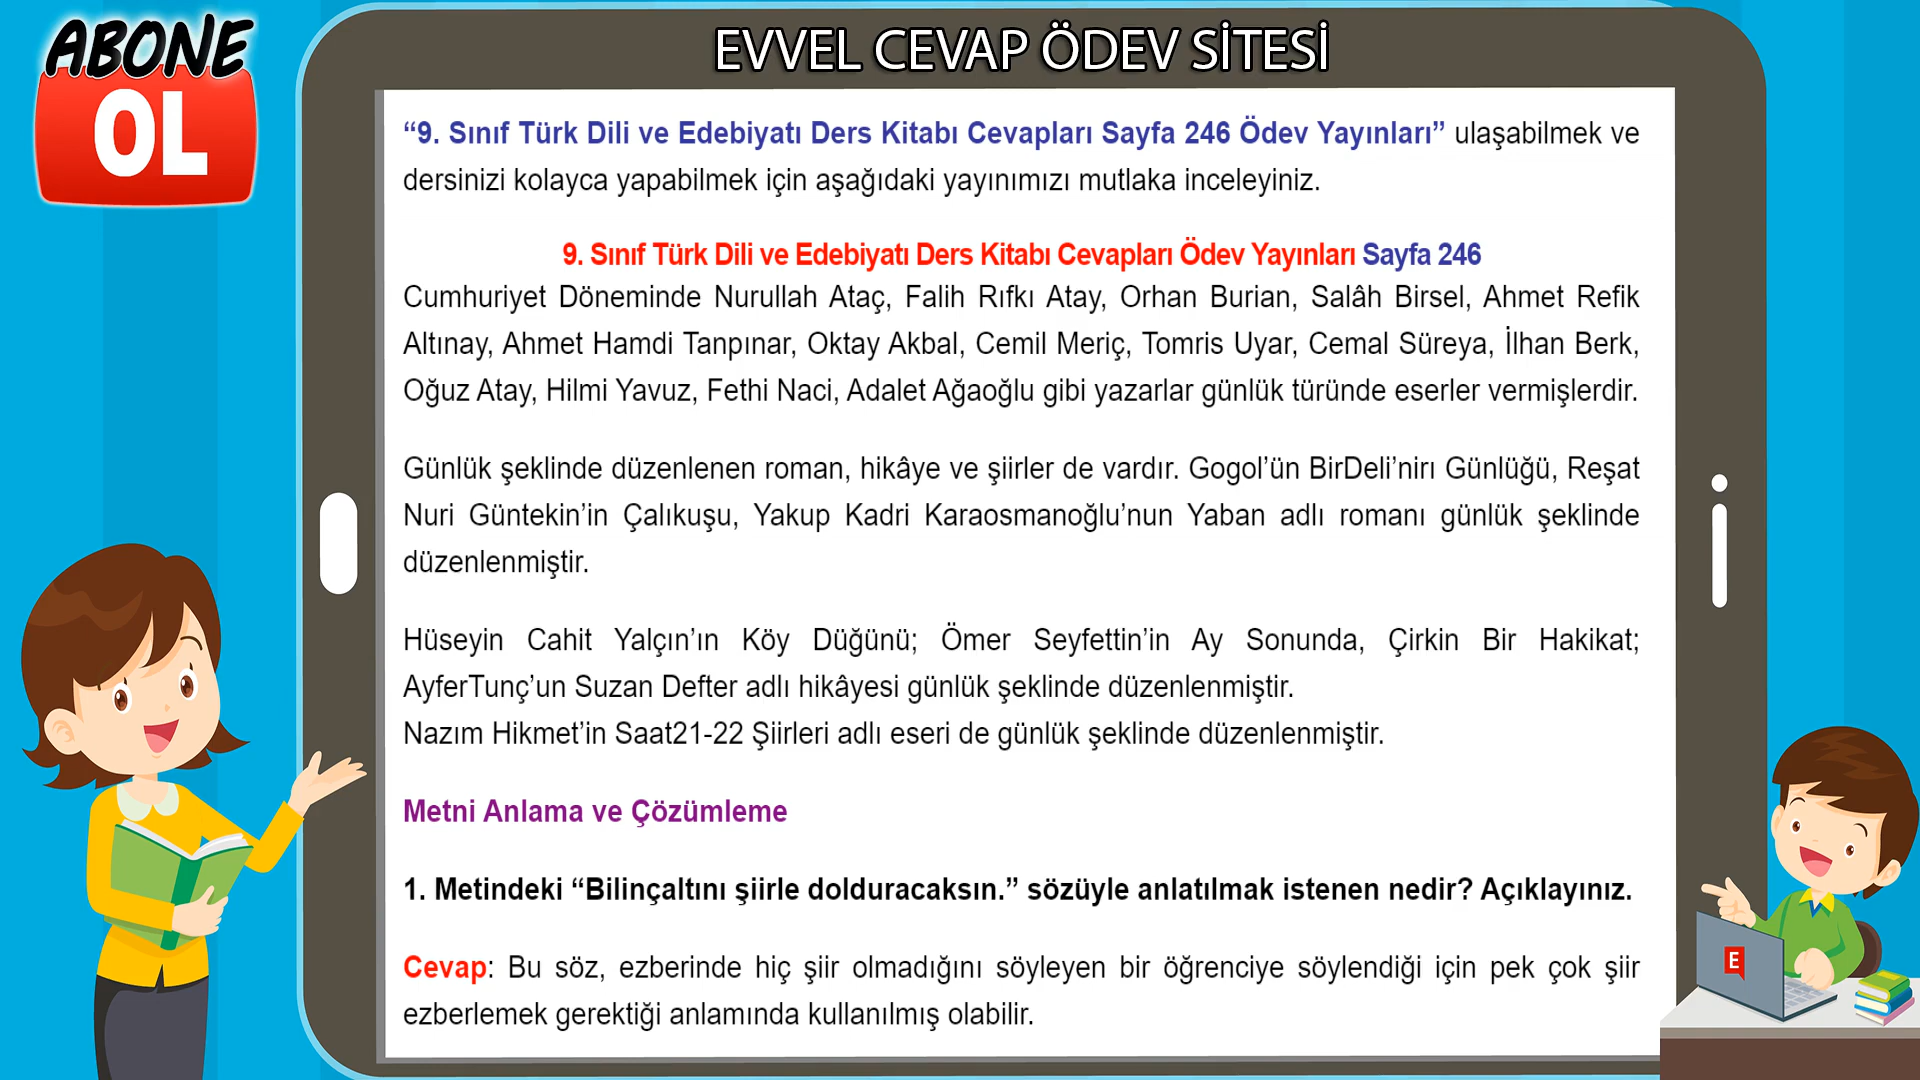 ABONE
OL
EVVEL CEVAP ÖDEV SİTESİ
“9. Sınıf Türk Dili ve Edebiyatı Ders Kitabı Cevapları Sayfa 246 Ödev Yayınları” ulaşabilmek ve
dersinizi kolayca yapabilmek için aşağıdaki yayınımızı mutlaka inceleyiniz.
9. Sınıf Türk Dili ve Edebiyatı Ders Kitabı Cevapları Ödev Yayınları Sayfa 246
Cumhuriyet Döneminde Nurullah Ataç, Falih Rıfkı Atay, Orhan Burian, Salâh Birsel, Ahmet Refik
Altınay, Ahmet Hamdi Tanpınar, Oktay Akbal, Cemil Meriç, Tomris Uyar, Cemal Süreya, İlhan Berk,
Oğuz Atay, Hilmi Yavuz, Fethi Naci, Adalet Ağaoğlu gibi yazarlar günlük türünde eserler vermişlerdir.
Günlük şeklinde düzenlenen roman, hikâye ve şiirler de vardır. Gogol’ün BirDeli’nirı Günlüğü, Reşat
Nuri Güntekin’in Çalıkuşu, Yakup Kadri Karaosmanoğlu’nun Yaban adlı romanı günlük şeklinde
düzenlenmiştir.
Hüseyin Cahit Yalçın’ın Köy Düğünü; Ömer Seyfettin’in Ay Sonunda, Çirkin Bir Hakikat;
AyferTunç’un Suzan Defter adlı hikâyesi günlük şeklinde düzenlenmiştir.
Nazım Hikmet’in Saat21-22 Şiirleri adlı eseri de günlük şeklinde düzenlenmiştir.
Metni Anlama ve Çözümleme
1. Metindeki “Bilinçaltını şiirle dolduracaksın.” sözüyle anlatılmak istenen nedir? Açıklayınız.
Cevap: Bu söz, ezberinde hiç şiir olmadığını söyleyen bir öğrenciye söylendiği için pek çok şiir
ezberlemek gerektiği anlamında kullanılmış olabilir.
E